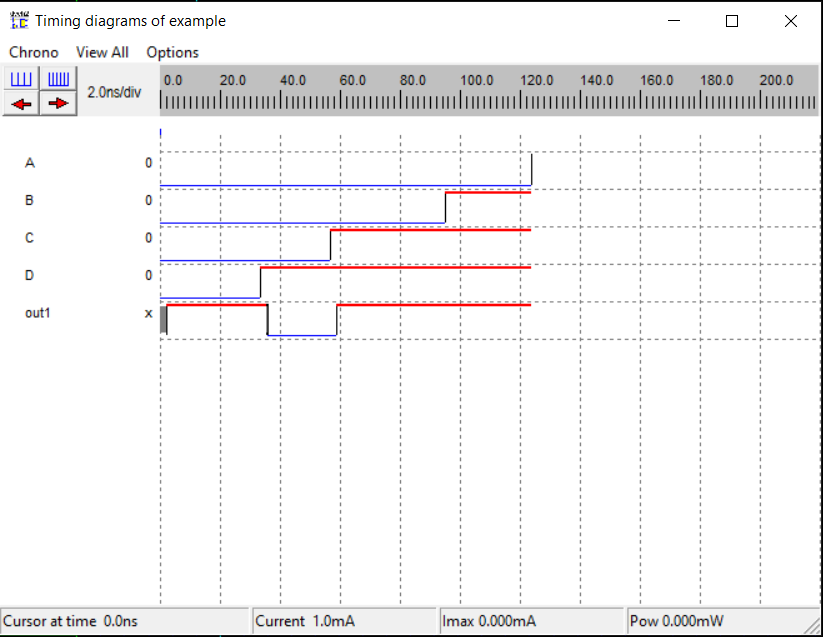 Timing diagrams of example
Chrono View All Options
2.0ns/div
0.0 20.0 40.0 60.0 80.0 100.0 120.0 140.0 160.0 180.0 200.0
A 0
B 0
C 0
D 0
out1 x
Cursor at time 0.0ns Current 1.0mA Imax 0.000mA Pow 0.000mW